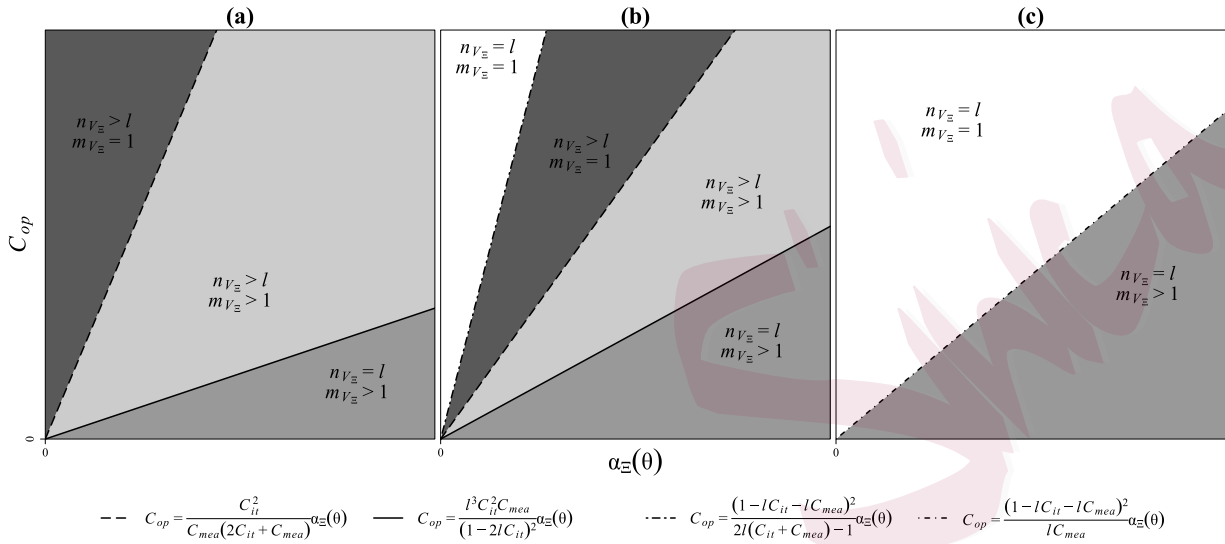 (a)
(b)
(c)
n_{V_Ξ} > l
m_{V_Ξ} = 1
n_{V_Ξ} > l
m_{V_Ξ} > 1
n_{V_Ξ} = l
m_{V_Ξ} > 1
n_{V_Ξ} = l
m_{V_Ξ} = 1
n_{V_Ξ} > l
m_{V_Ξ} = 1
n_{V_Ξ} > l
m_{V_Ξ} > 1
n_{V_Ξ} = l
m_{V_Ξ} > 1
n_{V_Ξ} = l
m_{V_Ξ} = 1
n_{V_Ξ} = l
m_{V_Ξ} > 1
C_{op}
0
0
0
0
α_Ξ(θ)
C_{op} = \frac{C_{it}^2}{C_{mea}(2C_{it} + C_{mea})} α_Ξ(θ)
C_{op} = \frac{l^3 C_{it}^2 C_{mea}}{(1 − 2lC_{it})^2} α_Ξ(θ)
C_{op} = \frac{(1 − lC_{it} − lC_{mea})^2}{2l(C_{it} + C_{mea}) − 1} α_Ξ(θ)
C_{op} = \frac{(1 − lC_{it} − lC_{mea})^2}{lC_{mea}} α_Ξ(θ)